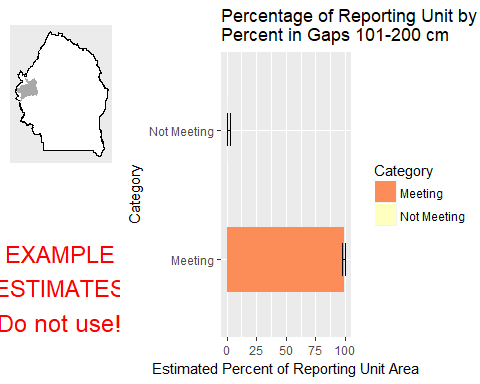 Percentage of Reporting Unit by
Percent in Gaps 101-200 cm
Not Meeting
Meeting
Category
0 25 50 75 100
Estimated Percent of Reporting Unit Area
Category
Meeting
Not Meeting
EXAMPLE
ESTIMATES
Do not use!